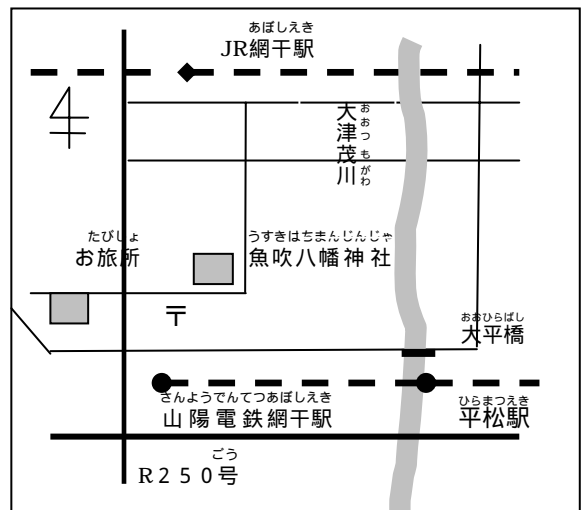 あぼしえき
JR網干駅
おおつもがわ
大津茂川
たびしょ
お旅所
うすきはちまんじんじゃ
魚吹八幡神社
〒
おおひらばし
大平橋
さんようでんてつあぼしえき
山陽電鉄網干駅
ひらまつえき
平松駅
ごう
R250号